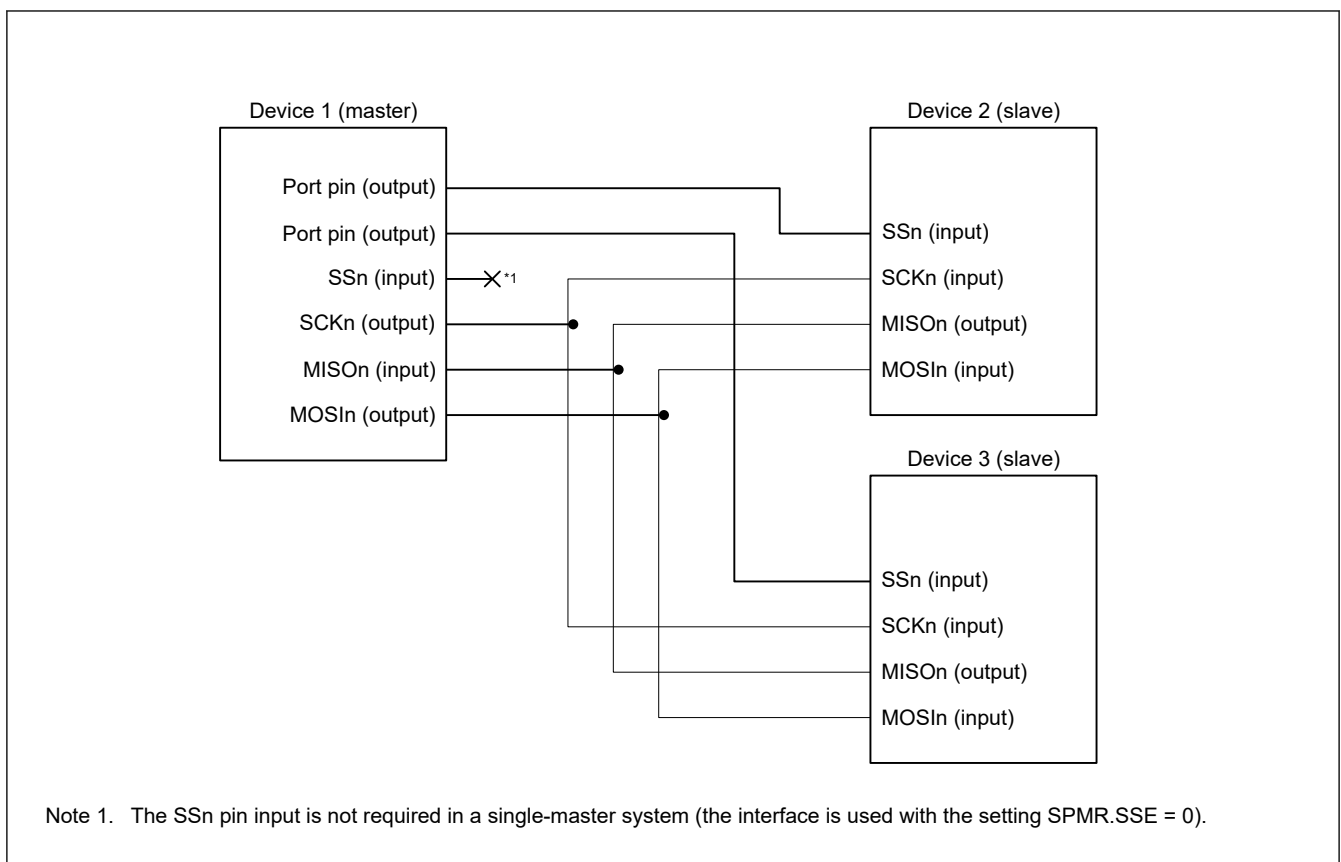 Device 1 (master)
Port pin (output)
Port pin (output)
SSn (input)
*1
SCKn (output)
MISOn (input)
MOSIn (output)
Device 2 (slave)
SSn (input)
SCKn (input)
MISOn (output)
MOSIn (input)
Device 3 (slave)
SSn (input)
SCKn (input)
MISOn (output)
MOSIn (input)
Note 1. The SSn pin input is not required in a single-master system (the interface is used with the setting SPMR.SSE = 0).